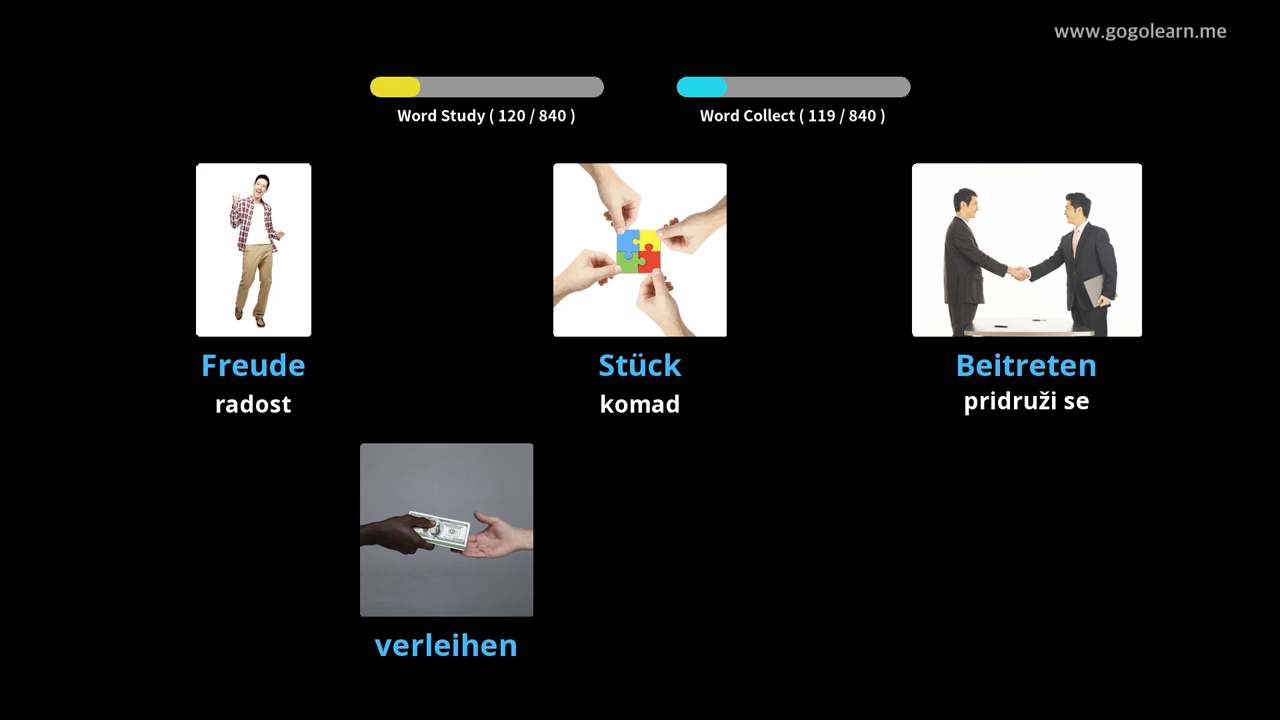 www.gogolearn.me
Word Study ( 120 / 840 )
Word Collect ( 119 / 840 )
Freude
radost
Stück
komad
Beitreten
pridruži se
verleihen